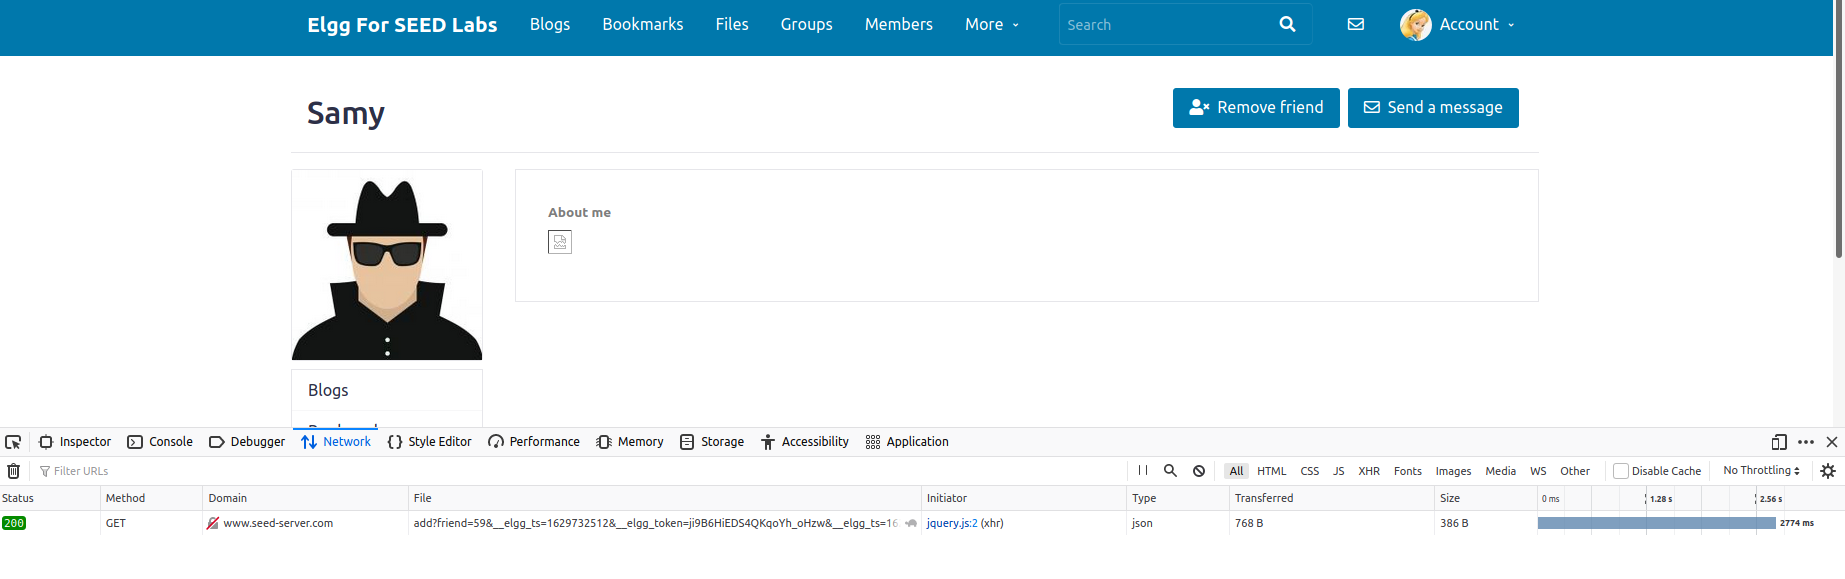 Elgg For SEED Labs Blogs Bookmarks Files Groups Members More Search Account
Samy
Remove friend Send a message
About me
Blogs
Inspector Console Debugger Network Style Editor Performance Memory Storage Accessibility Application
Filter URLs All HTML CSS JS XHR Fonts Images Media WS Other Disable Cache No Throttling
Status Method Domain File Initiator Type Transferred Size 0 ms 1.28 s 2.56 s
200 GET www.seed-server.com add?friend=59&__elgg_ts=1629732512&__elgg_token=ji9B6HiEDS4QKqoYh_oHzw&__elgg_ts=16 jquery.js:2 (xhr) json 768 B 386 B 2774 ms